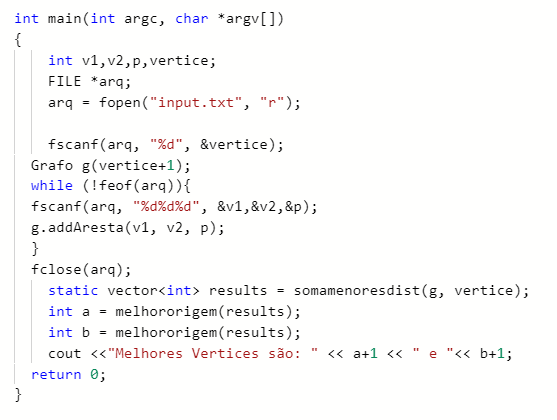 int main(int argc, char *argv[])
{
int v1,v2,p,vertice;
FILE *arq;
arq = fopen("input.txt", "r");
fscanf(arq, "%d", &vertice);
Grafo g(vertice+1);
while (!feof(arq)){
fscanf(arq, "%d%d%d", &v1,&v2,&p);
g.addAresta(v1, v2, p);
}
fclose(arq);
static vector<int> results = somamenoresdist(g, vertice);
int a = melhororigem(results);
int b = melhororigem(results);
cout <<"Melhores Vertices são: " << a+1 << " e "<< b+1;
return 0;
}